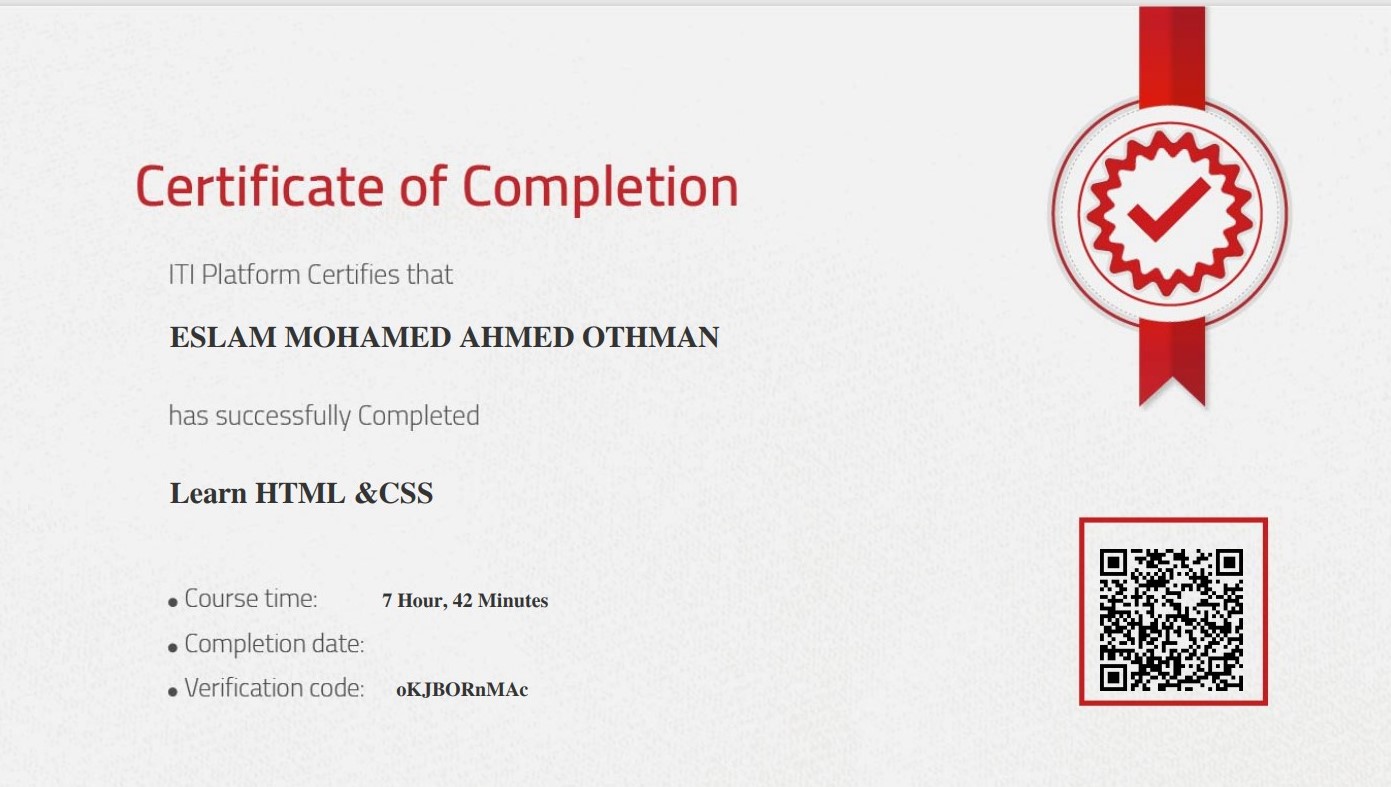 Certificate of Completion
ITI Platform Certifies that
ESLAM MOHAMED AHMED OTHMAN
has successfully Completed
Learn HTML &CSS
• Course time: 7 Hour, 42 Minutes
• Completion date:
• Verification code: oKJBORnMAc